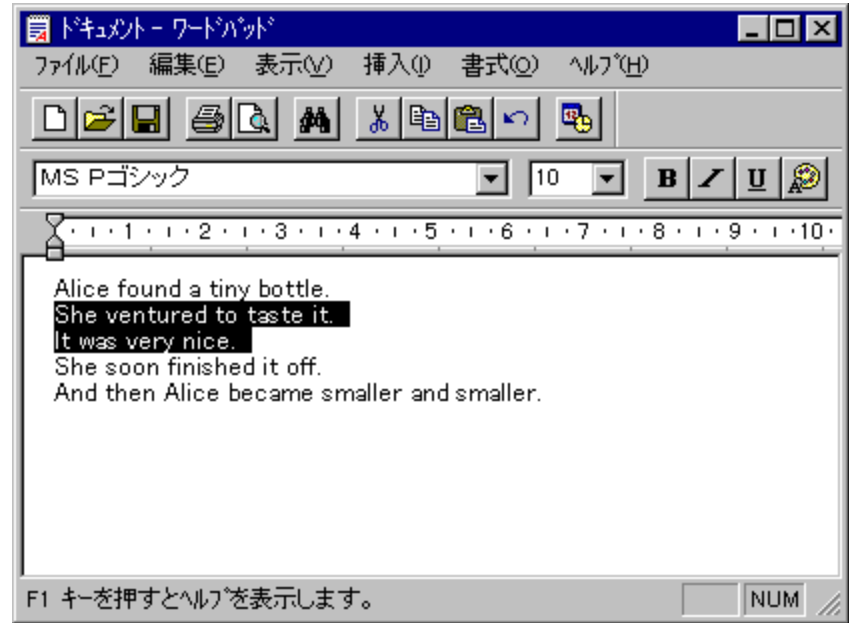 ﾄﾞｷｭﾒﾝﾄ - ﾜｰﾄﾞﾊﾟｯﾄﾞ
ﾌｧｲﾙ(F) 編集(E) 表示(V) 挿入(I) 書式(O) ﾍﾙﾌﾟ(H)
MS Pゴシック 10 B I U
1 2 3 4 5 6 7 8 9 10
Alice found a tiny bottle.
She ventured to taste it.
It was very nice.
She soon finished it off.
And then Alice became smaller and smaller.
F1 ｷｰを押すとﾍﾙﾌﾟを表示します。 NUM